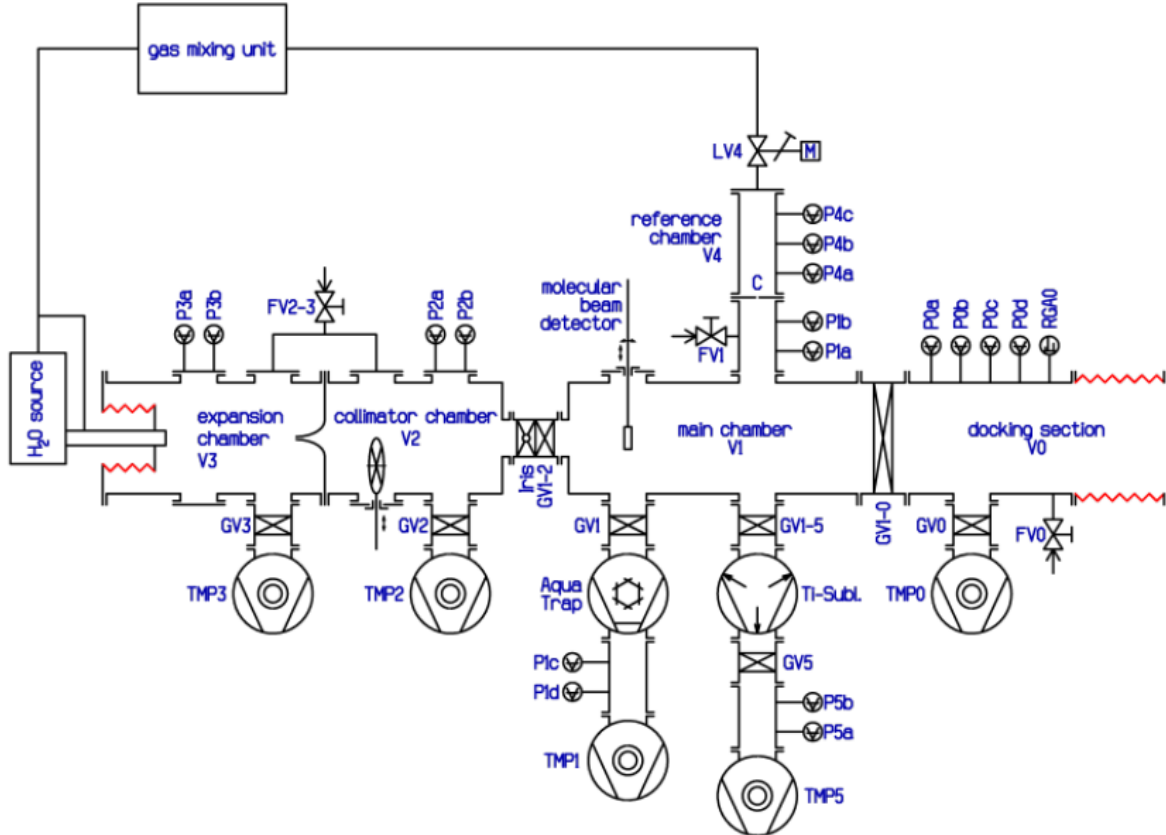 gas mixing unit
LV4
M
reference
chamber
V4
P4c
P4b
P4a
C
molecular
beam
detector
P3a
P3b
FV2-3
P2a
P2b
FV1
P1b
P1a
P0a
P0b
P0c
P0d
RGA0
H2O source
expansion
chamber
V3
collimator chamber
V2
Iris
GV1-2
main chamber
V1
GV1-0
docking section
V0
GV3
GV2
GV1
GV1-5
GV0
FV0
TMP3
TMP2
Aqua
Trap
Ti-Subl.
TMP0
P1c
P1d
GV5
P5b
P5a
TMP1
TMP5